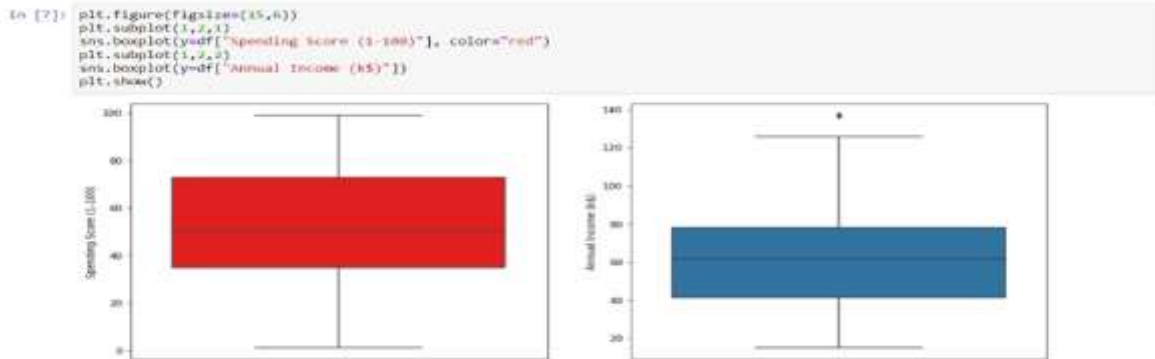 In [7]: plt.figure(figsize=(15,6))
plt.subplot(1,2,1)
sns.boxplot(y=df["Spending Score (1-100)"], color="red")
plt.subplot(1,2,2)
sns.boxplot(y=df["Annual Income (k$)"])
plt.show()
100
80
60
40
20
0
Spending Score (1-100)
140
120
100
80
60
40
20
Annual Income (k$)